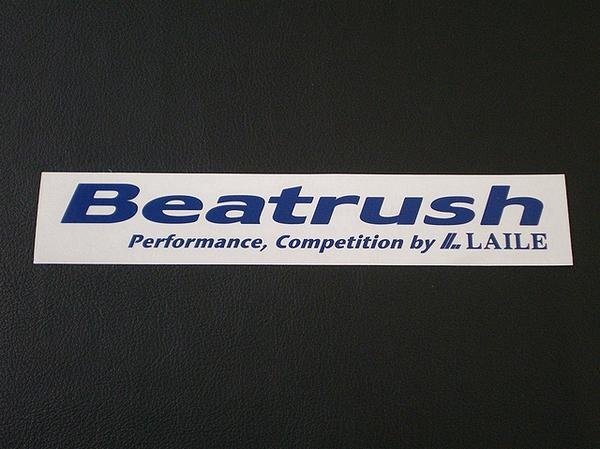 Beatrush
Performance, Competition by LAILE